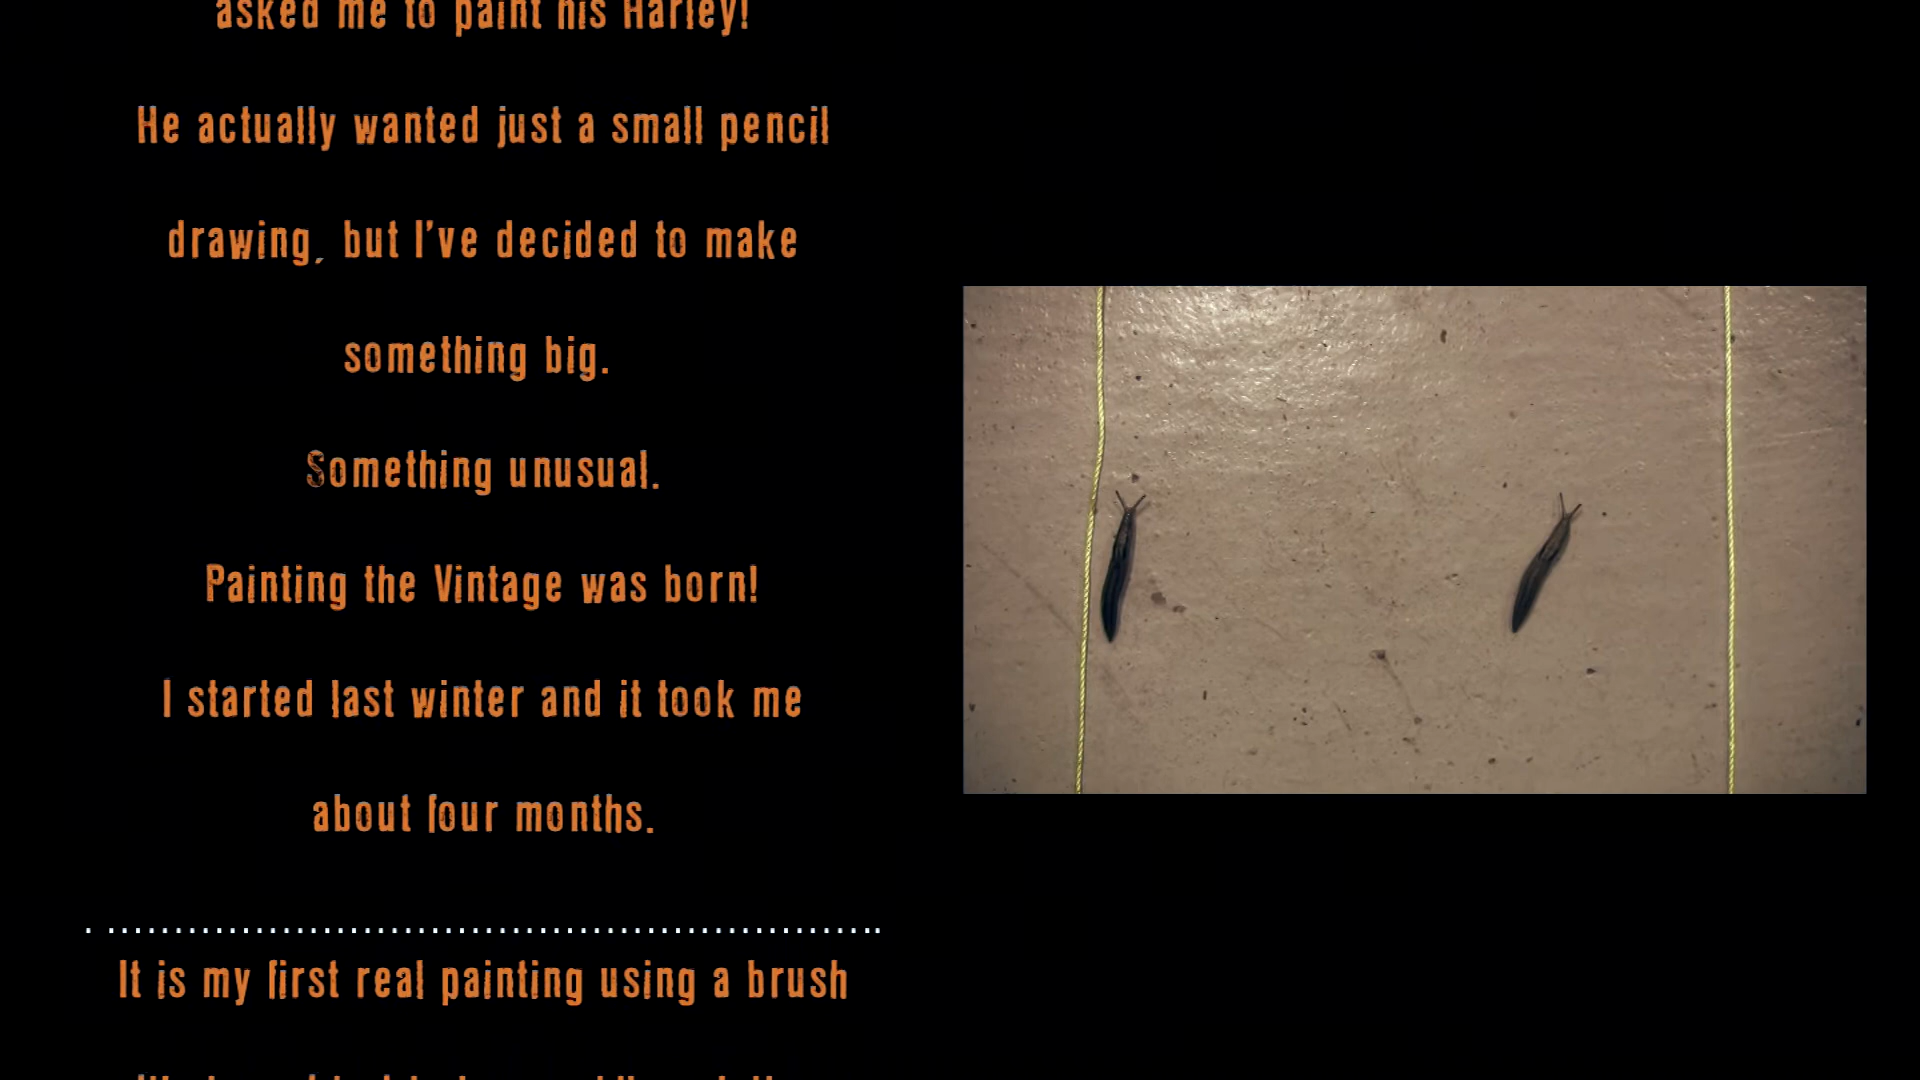 asked me to paint his Harley!
He actually wanted just a small pencil
drawing, but I've decided to make
something big.
Something unusual.
Painting the Vintage was born!
I started last winter and it took me
about four months.
. ..........................................................
It is my first real painting using a brush